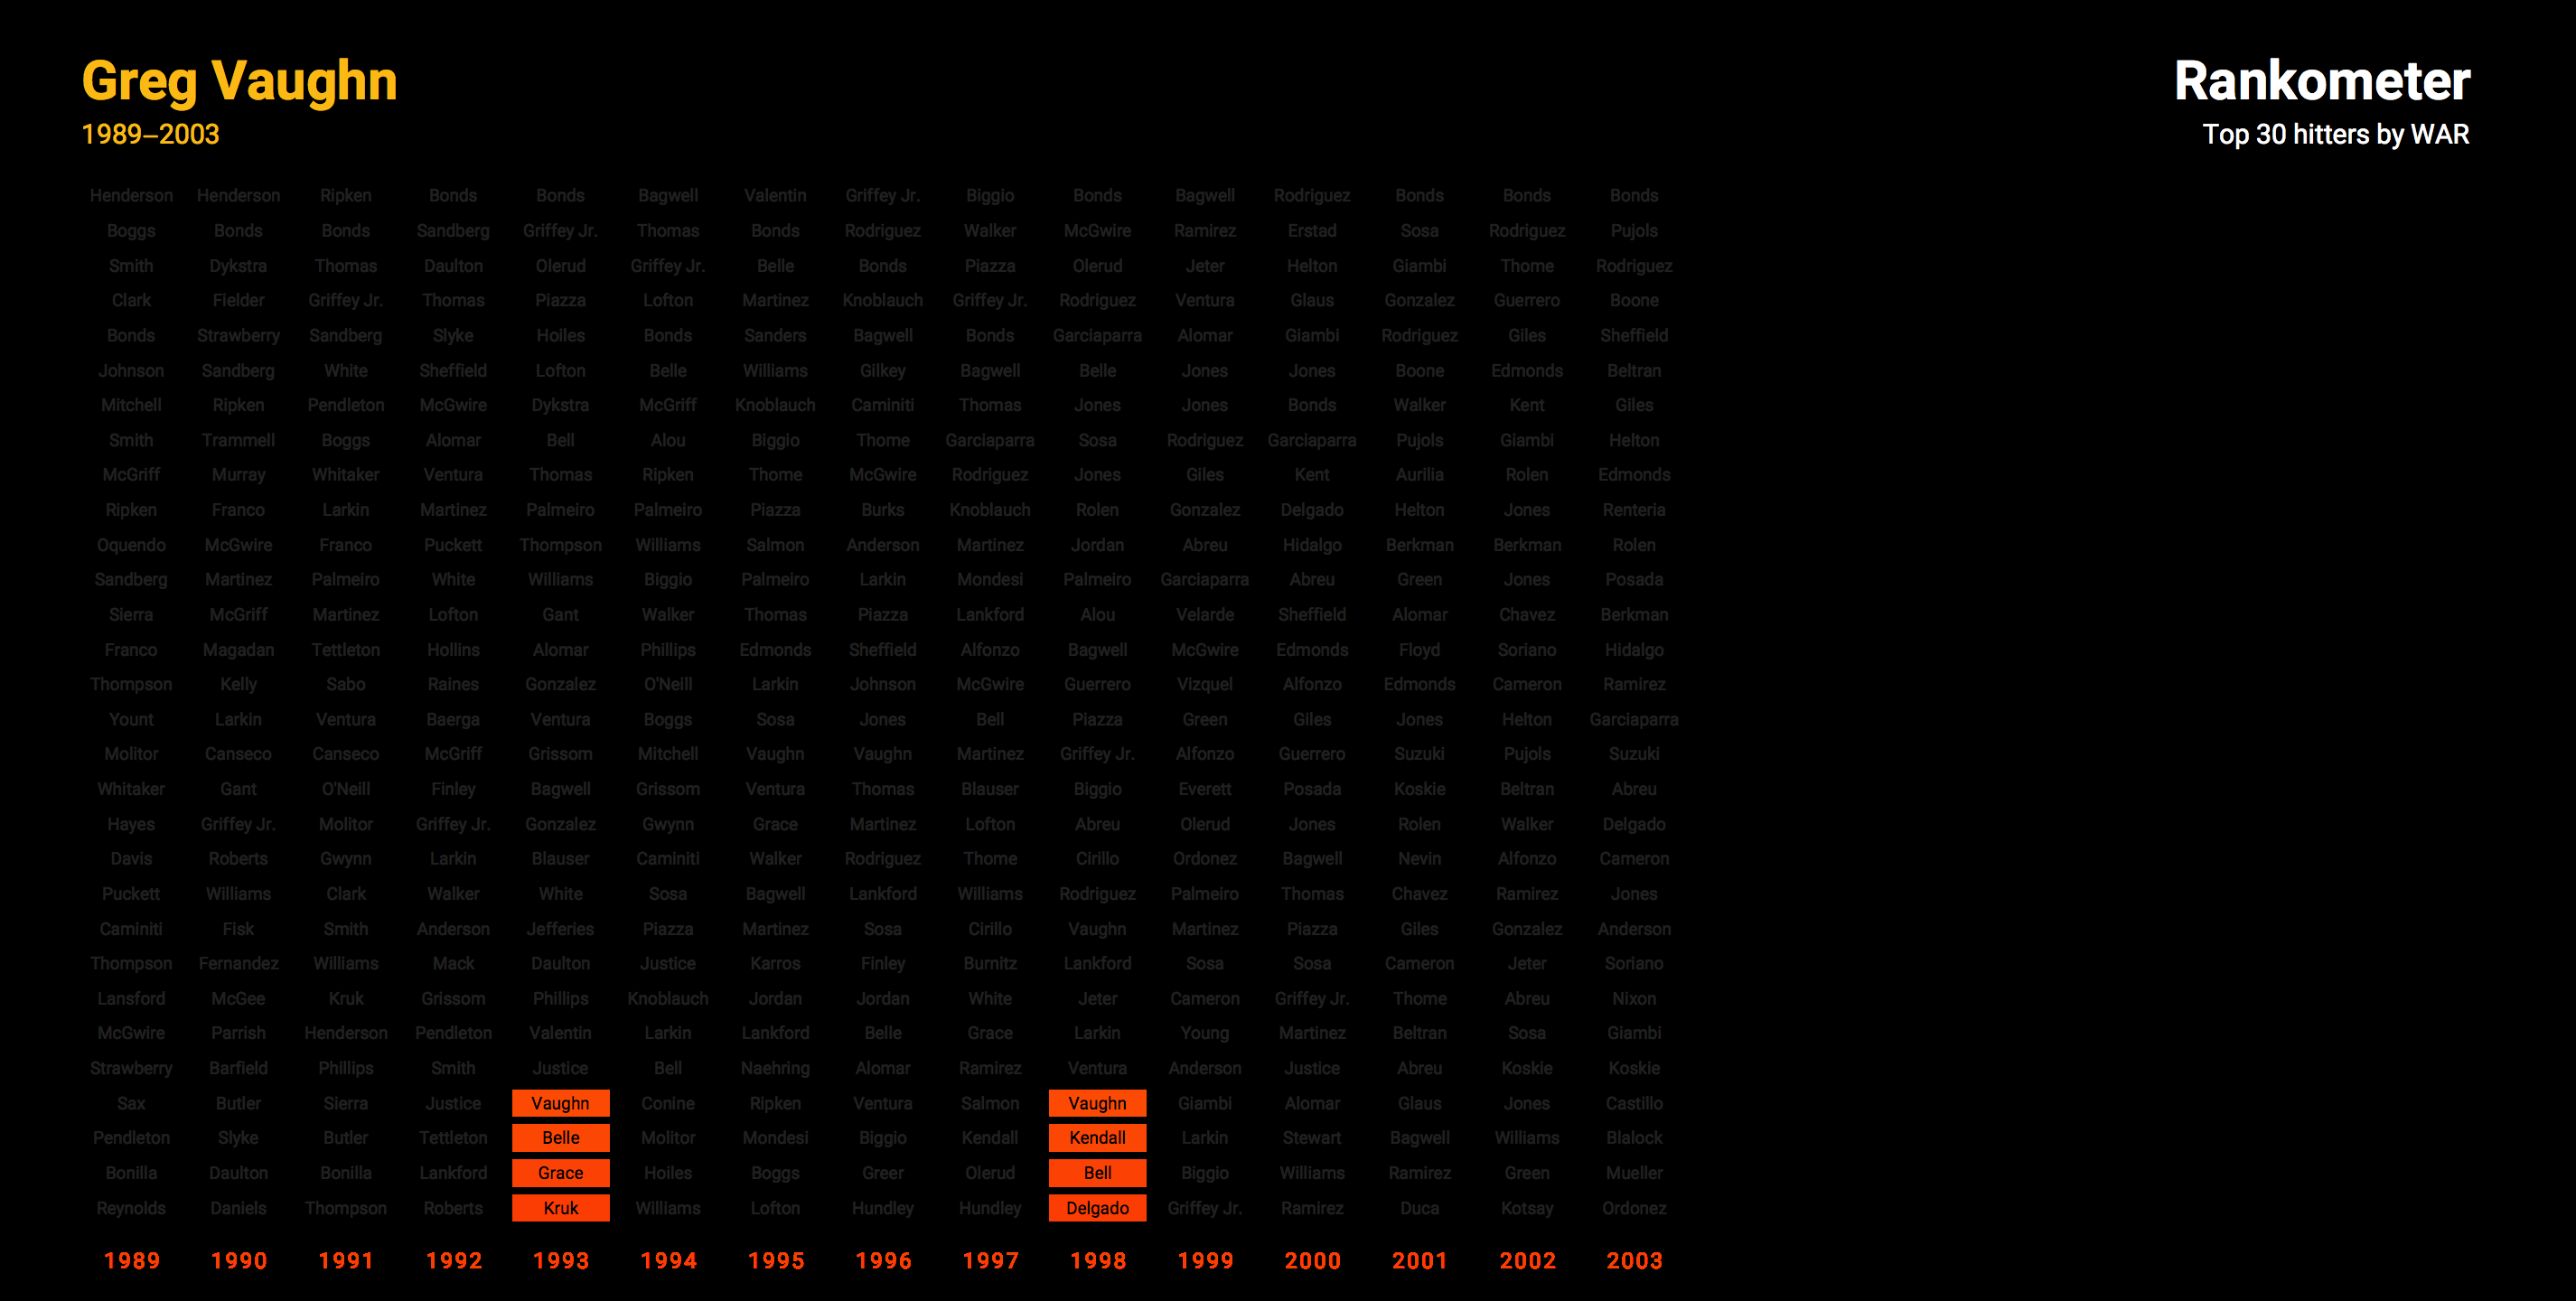 Greg Vaughn
1989–2003
Rankometer
Top 30 hitters by WAR
Henderson Henderson Ripken Bonds Bonds Bagwell Valentin Griffey Jr. Biggio Bonds Bagwell Rodriguez Bonds Bonds Bonds
Boggs Bonds Bonds Sandberg Griffey Jr. Thomas Bonds Rodriguez Walker McGwire Ramirez Erstad Sosa Rodriguez Pujols
Smith Dykstra Thomas Daulton Olerud Griffey Jr. Belle Bonds Piazza Olerud Jeter Helton Giambi Thome Rodriguez
Clark Fielder Griffey Jr. Thomas Piazza Lofton Martinez Knoblauch Griffey Jr. Rodriguez Ventura Glaus Gonzalez Guerrero Boone
Bonds Strawberry Sandberg Slyke Hoiles Bonds Sanders Bagwell Bonds Garciaparra Alomar Giambi Rodriguez Giles Sheffield
Johnson Sandberg White Sheffield Lofton Belle Williams Gilkey Bagwell Belle Jones Jones Boone Edmonds Beltran
Mitchell Ripken Pendleton McGwire Dykstra McGriff Knoblauch Caminiti Thomas Jones Jones Bonds Walker Kent Giles
Smith Trammell Boggs Alomar Bell Alou Biggio Thome Garciaparra Sosa Rodriguez Garciaparra Pujols Giambi Helton
McGriff Murray Whitaker Ventura Thomas Ripken Thome McGwire Rodriguez Jones Giles Kent Aurilia Rolen Edmonds
Ripken Franco Larkin Martinez Palmeiro Palmeiro Piazza Burks Knoblauch Rolen Gonzalez Delgado Helton Jones Renteria
Oquendo McGwire Franco Puckett Thompson Williams Salmon Anderson Martinez Jordan Abreu Hidalgo Berkman Berkman Rolen
Sandberg Martinez Palmeiro White Williams Biggio Palmeiro Larkin Mondesi Palmeiro Garciaparra Abreu Green Jones Posada
Sierra McGriff Martinez Lofton Gant Walker Thomas Piazza Lankford Alou Velarde Sheffield Alomar Chavez Berkman
Franco Magadan Tettleton Hollins Alomar Phillips Edmonds Sheffield Alfonzo Bagwell McGwire Edmonds Floyd Soriano Hidalgo
Thompson Kelly Sabo Raines Gonzalez O'Neill Larkin Johnson McGwire Guerrero Vizquel Alfonzo Edmonds Cameron Ramirez
Yount Larkin Ventura Baerga Ventura Boggs Sosa Jones Bell Piazza Green Giles Jones Helton Garciaparra
Molitor Canseco Canseco McGriff Grissom Mitchell Vaughn Vaughn Martinez Griffey Jr. Alfonzo Guerrero Suzuki Pujols Suzuki
Whitaker Gant O'Neill Finley Bagwell Grissom Ventura Thomas Blauser Biggio Everett Posada Koskie Beltran Abreu
Hayes Griffey Jr. Molitor Griffey Jr. Gonzalez Gwynn Grace Martinez Lofton Abreu Olerud Jones Rolen Walker Delgado
Davis Roberts Gwynn Larkin Blauser Caminiti Walker Rodriguez Thome Cirillo Ordonez Bagwell Nevin Alfonzo Cameron
Puckett Williams Clark Walker White Sosa Bagwell Lankford Williams Rodriguez Palmeiro Thomas Chavez Ramirez Jones
Caminiti Fisk Smith Anderson Jefferies Piazza Martinez Sosa Cirillo Vaughn Martinez Piazza Giles Gonzalez Anderson
Thompson Fernandez Williams Mack Daulton Justice Karros Finley Burnitz Lankford Sosa Sosa Cameron Jeter Soriano
Lansford McGee Kruk Grissom Phillips Knoblauch Jordan Jordan White Jeter Cameron Griffey Jr. Thome Abreu Nixon
McGwire Parrish Henderson Pendleton Valentin Larkin Lankford Belle Grace Larkin Young Martinez Beltran Sosa Giambi
Strawberry Barfield Phillips Smith Justice Bell Naehring Alomar Ramirez Ventura Anderson Justice Abreu Koskie Koskie
Sax Butler Sierra Justice Vaughn Conine Ripken Ventura Salmon Vaughn Giambi Alomar Glaus Jones Castillo
Pendleton Slyke Butler Tettleton Belle Molitor Mondesi Biggio Kendall Kendall Larkin Stewart Bagwell Williams Blalock
Bonilla Daulton Bonilla Lankford Grace Hoiles Boggs Greer Olerud Bell Biggio Williams Ramirez Green Mueller
Reynolds Daniels Thompson Roberts Kruk Williams Lofton Hundley Hundley Delgado Griffey Jr. Ramirez Duca Kotsay Ordonez
1989 1990 1991 1992 1993 1994 1995 1996 1997 1998 1999 2000 2001 2002 2003